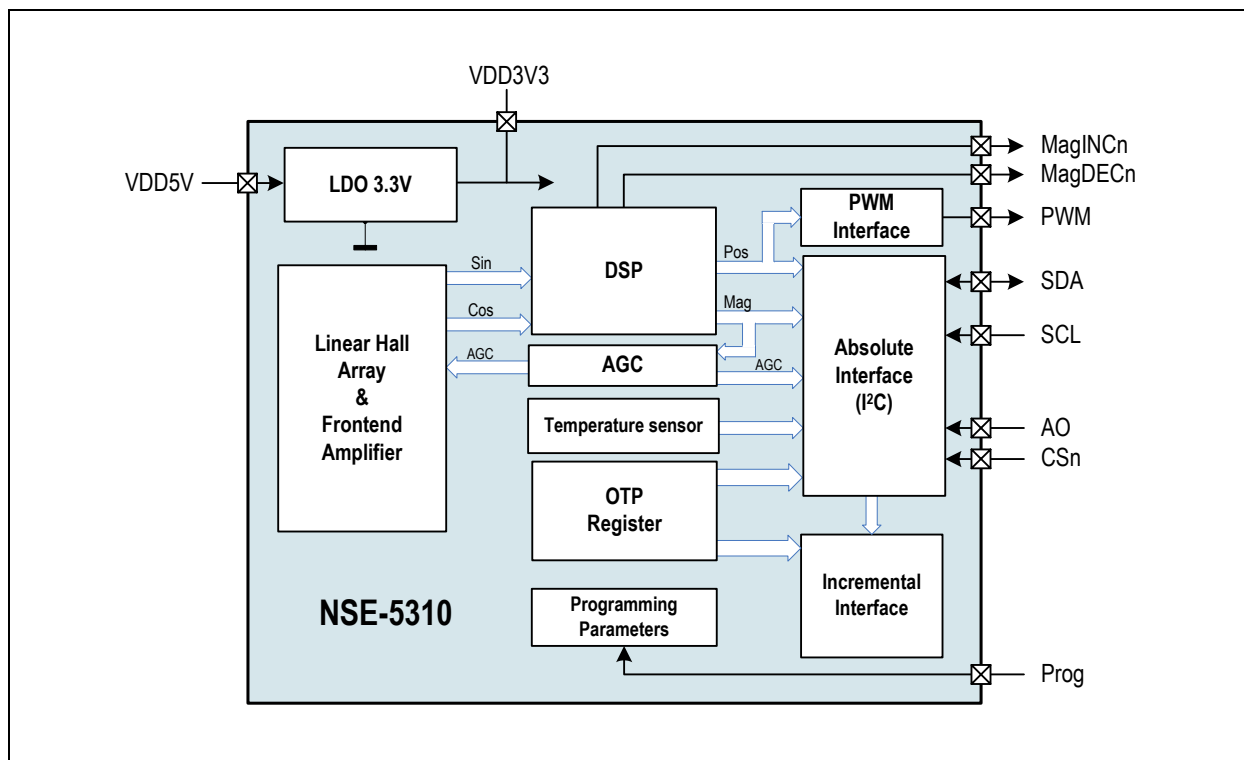 VDD3V3
VDD5V
LDO 3.3V
MagINCn
MagDECn
PWM
Interface
PWM
DSP
Sin
Cos
AGC
Pos
Mag
AGC
AGC
Linear Hall
Array
&
Frontend
Amplifier
Absolute
Interface
(I²C)
SDA
SCL
AO
CSn
Temperature sensor
OTP
Register
Incremental
Interface
NSE-5310
Programming
Parameters
Prog